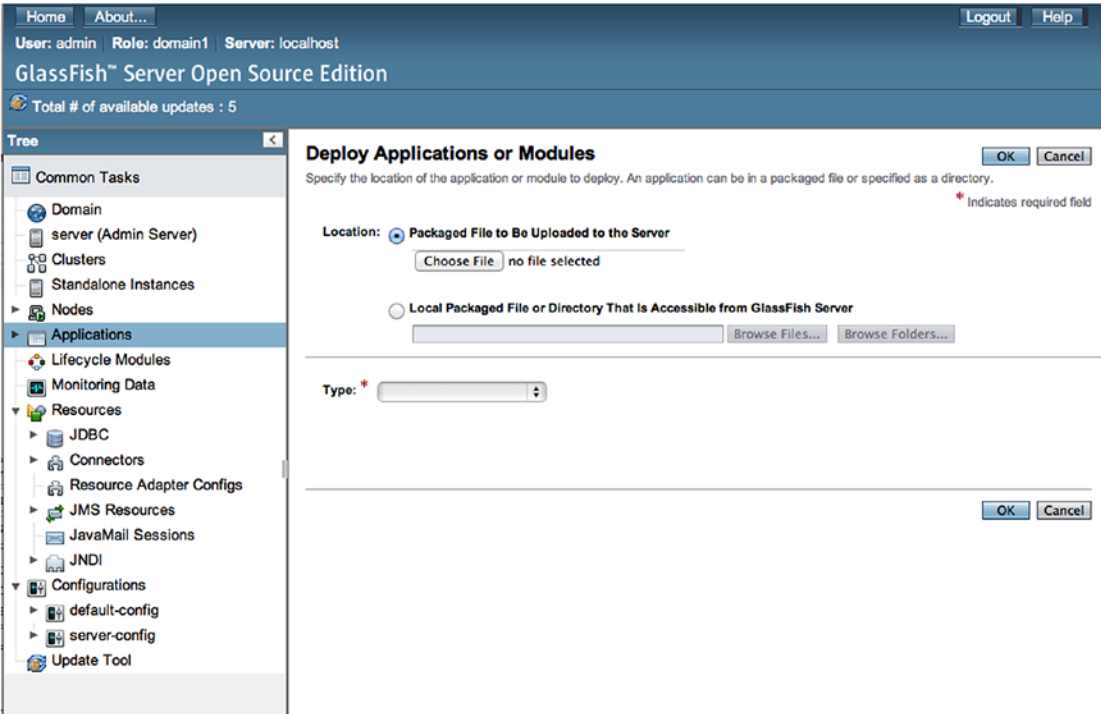 Home About... Logout Help
User: admin Role: domain1 Server: localhost
GlassFish™ Server Open Source Edition
Total # of available updates : 5
Tree
Common Tasks
Domain
server (Admin Server)
Clusters
Standalone Instances
Nodes
Applications
Lifecycle Modules
Monitoring Data
Resources
JDBC
Connectors
Resource Adapter Configs
JMS Resources
JavaMail Sessions
JNDI
Configurations
default-config
server-config
Update Tool
Deploy Applications or Modules
OK Cancel
Specify the location of the application or module to deploy. An application can be in a packaged file or specified as a directory.
* Indicates required field
Location: Packaged File to Be Uploaded to the Server
Choose File no file selected
Local Packaged File or Directory That Is Accessible from GlassFish Server
Browse Files... Browse Folders...
Type: *
OK Cancel